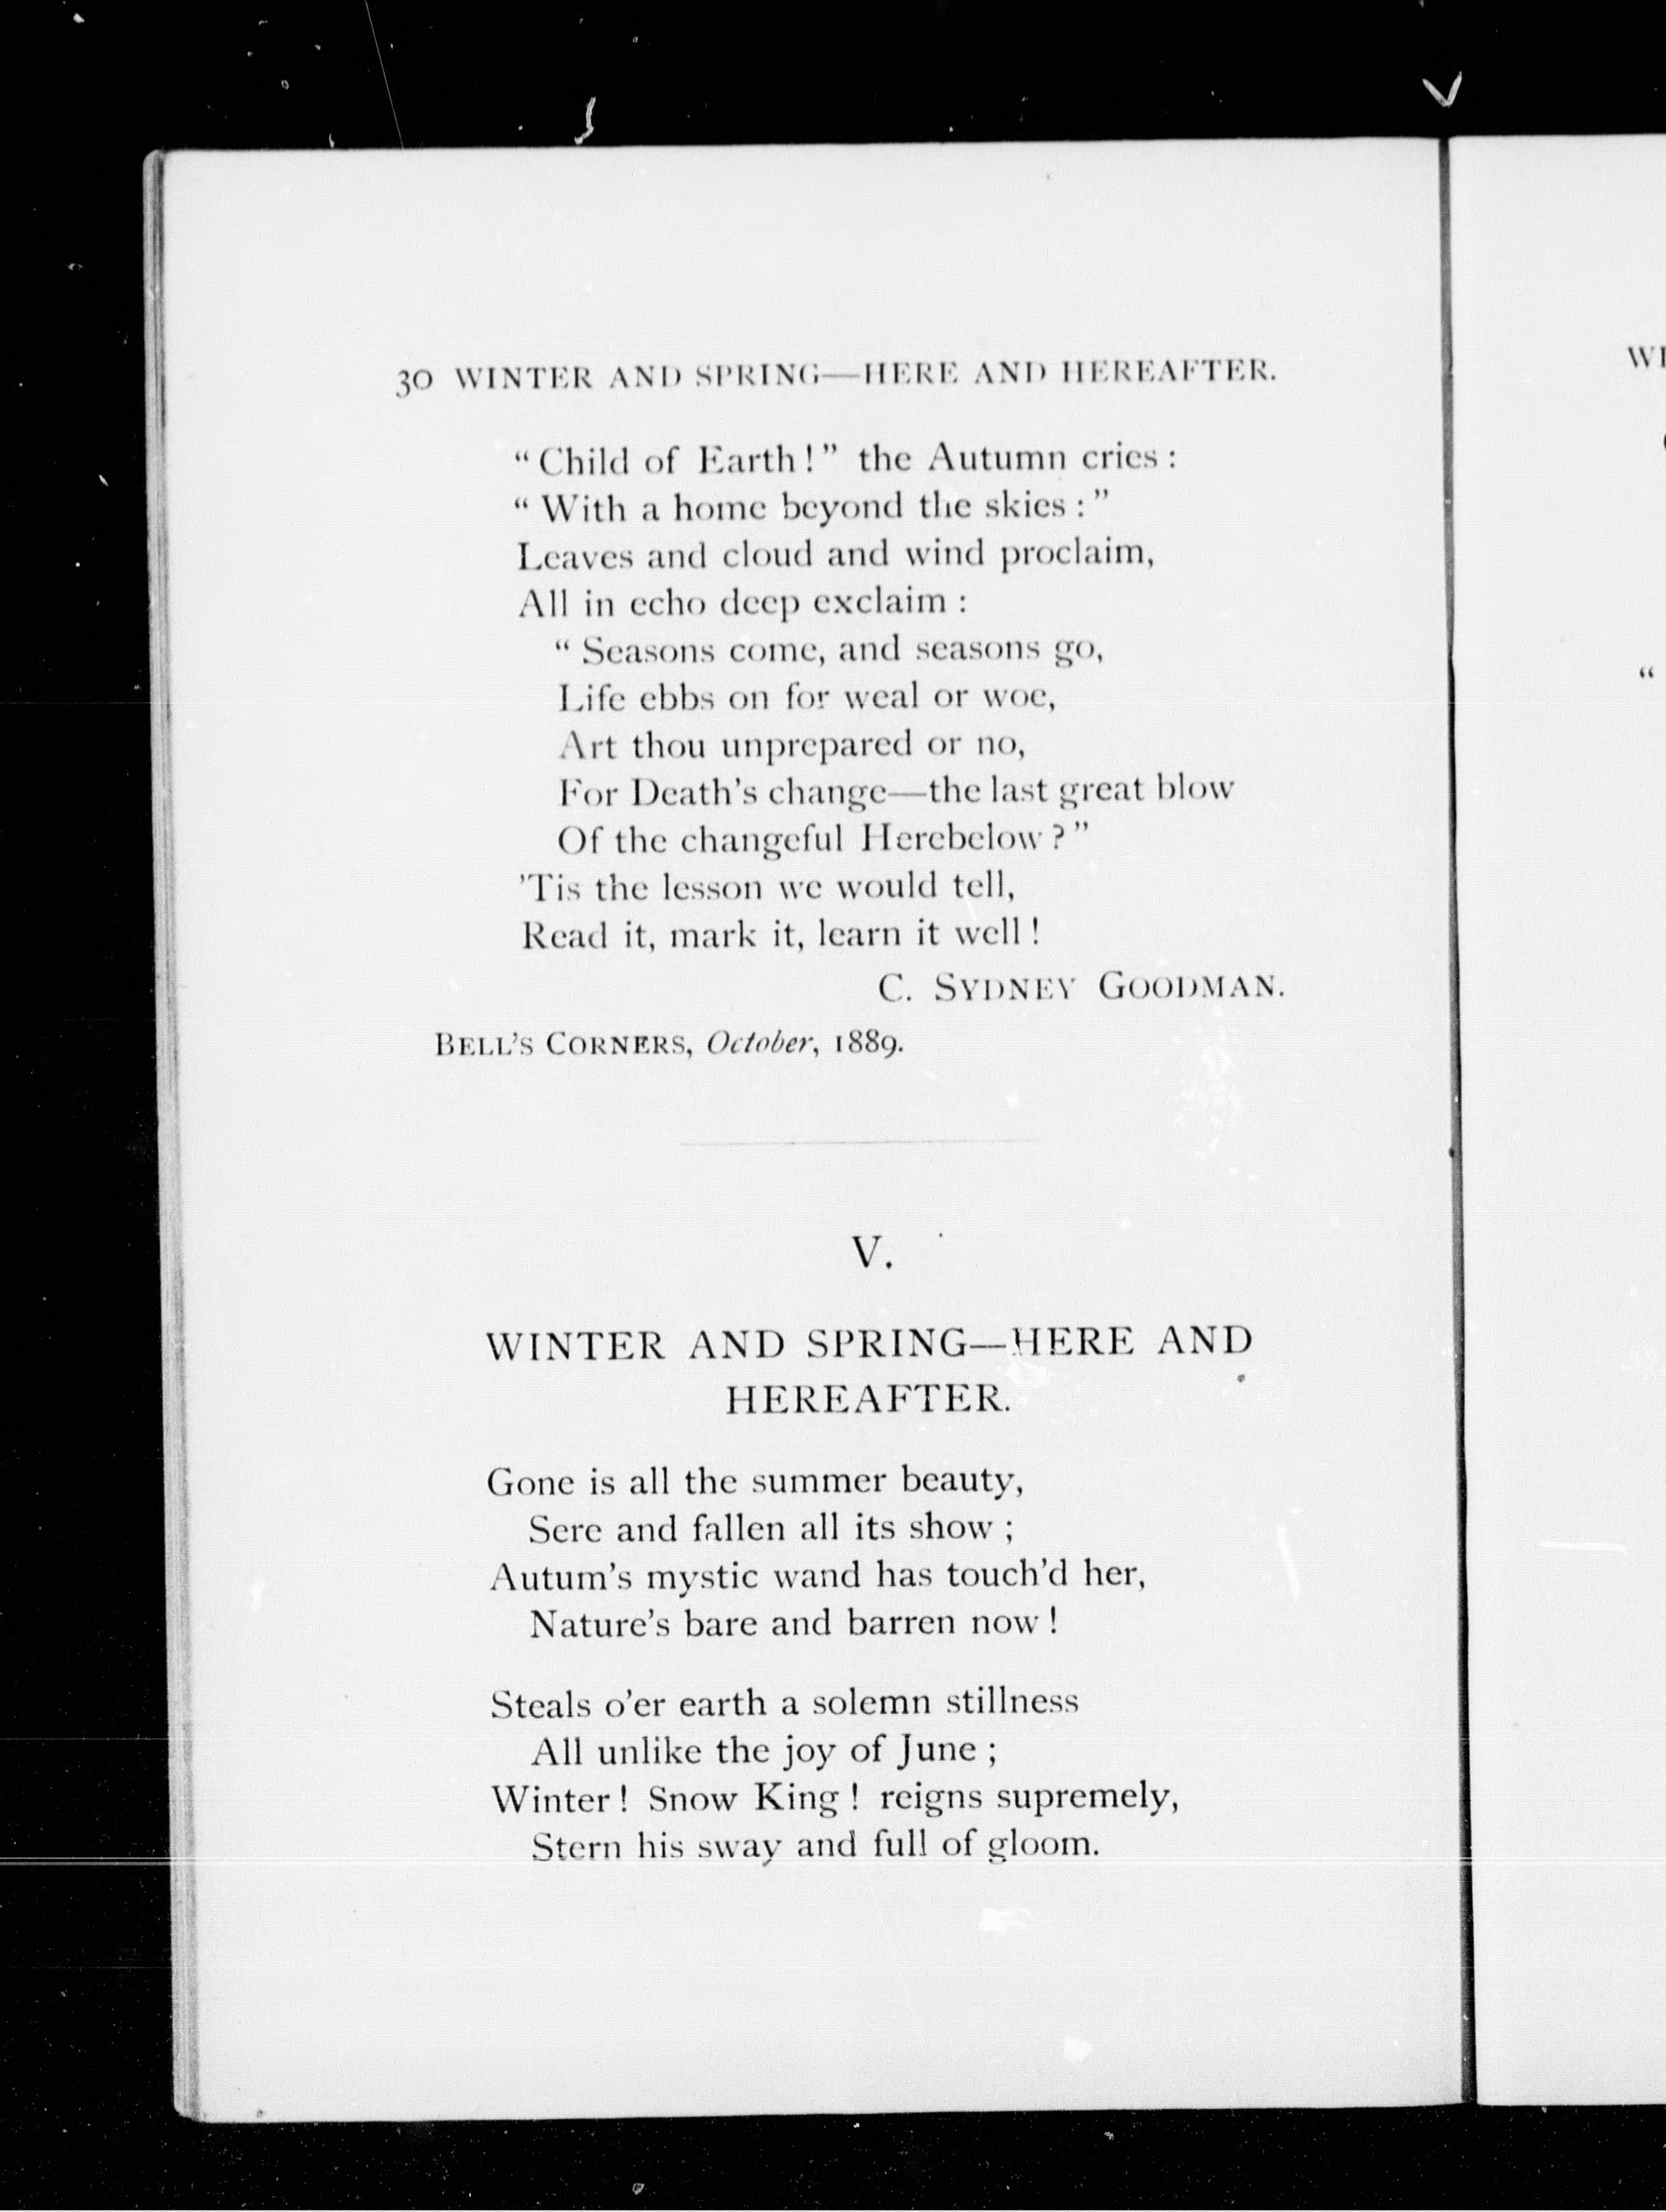 30 WINTER AND SPRING—HERE AND HEREAFTER.
“Child of Earth!” the Autumn cries:
“With a home beyond the skies:”
Leaves and cloud and wind proclaim,
All in echo deep exclaim:
“Seasons come, and seasons go,
Life ebbs on for weal or woe,
Art thou unprepared or no,
For Death’s change—the last great blow
Of the changeful Herebelow?”
’Tis the lesson we would tell,
Read it, mark it, learn it well!
C. SYDNEY GOODMAN.
BELL’S CORNERS, October, 1889.
V.
WINTER AND SPRING—HERE AND
HEREAFTER.
Gone is all the summer beauty,
Sere and fallen all its show;
Autum’s mystic wand has touch’d her,
Nature’s bare and barren now!
Steals o’er earth a solemn stillness
All unlike the joy of June;
Winter! Snow King! reigns supremely,
Stern his sway and full of gloom.